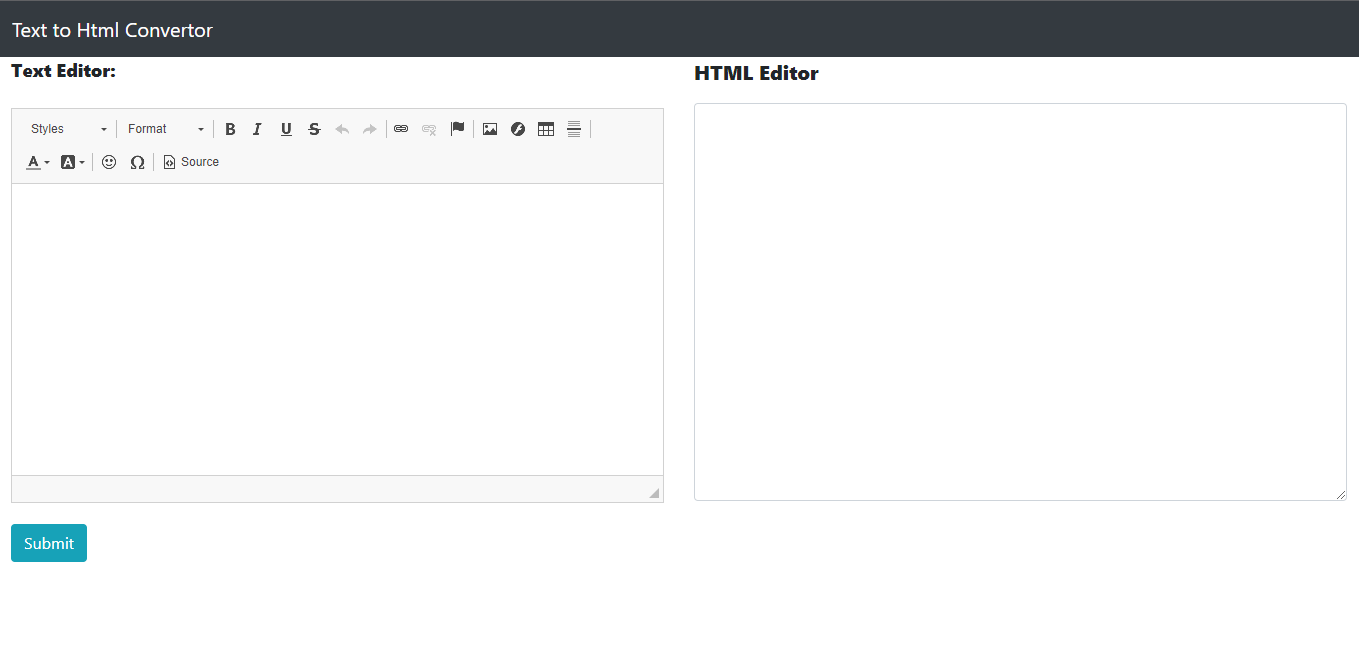 Text to Html Convertor
Text Editor:
Styles Format B I U S
A A Ω Source
HTML Editor
Submit